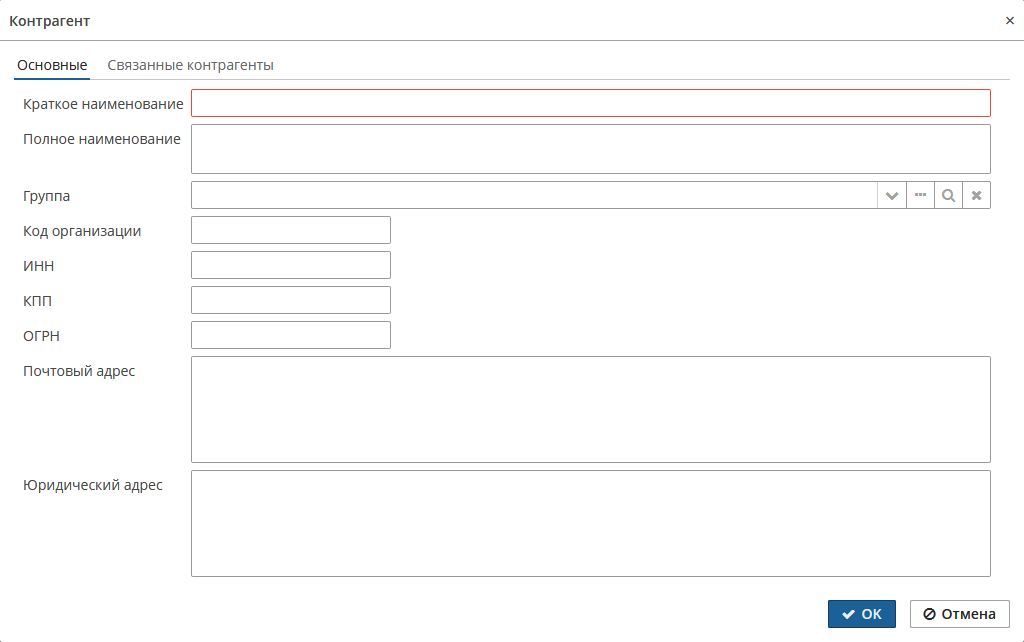 Контрагент
Основные Связанные контрагенты
Краткое наименование
Полное наименование
Группа
Код организации
ИНН
КПП
ОГРН
Почтовый адрес
Юридический адрес
OK Отмена